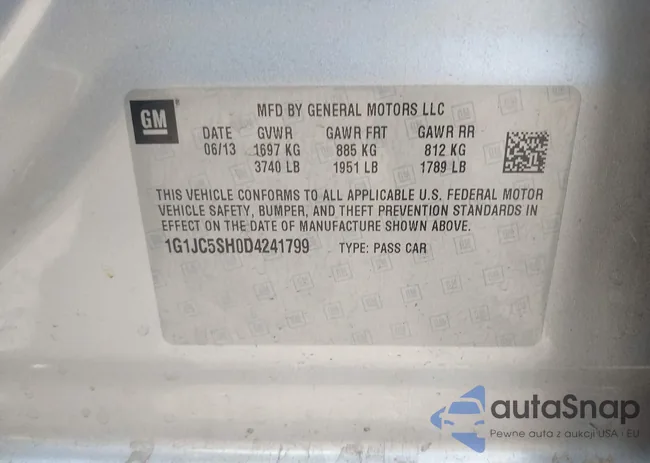 GM
MFD BY GENERAL MOTORS LLC
DATE GVWR GAWR FRT GAWR RR
06/13 1697 KG 885 KG 812 KG
3740 LB 1951 LB 1789 LB
THIS VEHICLE CONFORMS TO ALL APPLICABLE U.S. FEDERAL MOTOR
VEHICLE SAFETY, BUMPER, AND THEFT PREVENTION STANDARDS IN
EFFECT ON THE DATE OF MANUFACTURE SHOWN ABOVE.
1G1JC5SH0D4241799 TYPE: PASS CAR
autaSnap
Pewne auta z aukcji USA · EU